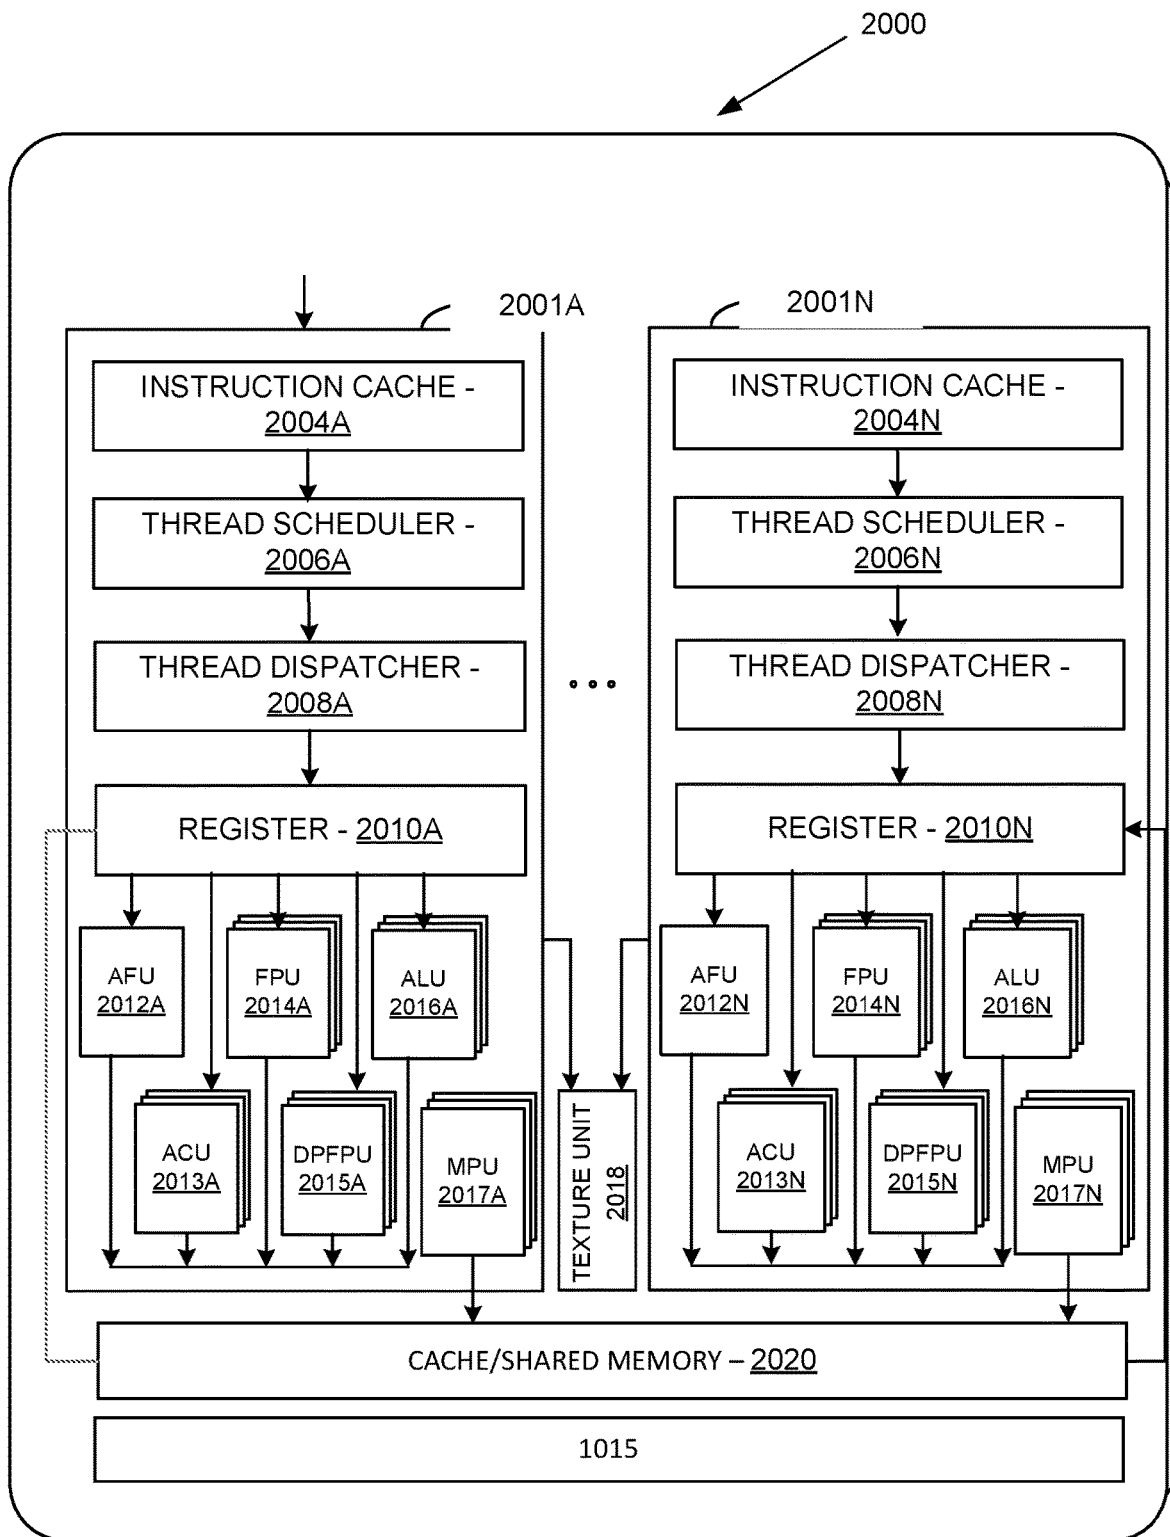 2000
2001A
2001N
INSTRUCTION CACHE -
2004A
INSTRUCTION CACHE -
2004N
THREAD SCHEDULER -
2006A
THREAD SCHEDULER -
2006N
THREAD DISPATCHER -
2008A
THREAD DISPATCHER -
2008N
REGISTER - 2010A
REGISTER - 2010N
AFU
2012A
FPU
2014A
ALU
2016A
AFU
2012N
FPU
2014N
ALU
2016N
ACU
2013A
DPFPU
2015A
MPU
2017A
TEXTURE UNIT
2018
ACU
2013N
DPFPU
2015N
MPU
2017N
CACHE/SHARED MEMORY – 2020
1015